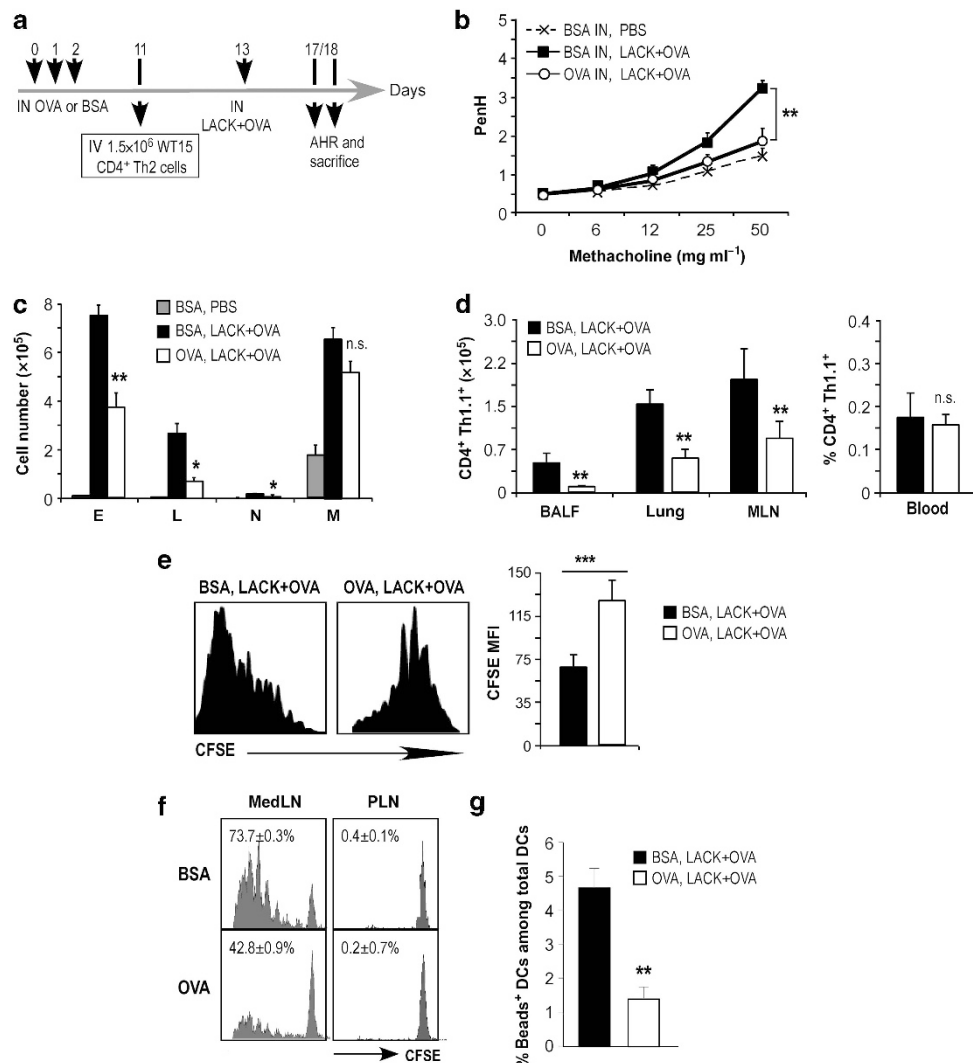 a
0 1 2 11 13 17/18
Days
IN OVA or BSA
IN
LACK+OVA
AHR and
sacrifice
IV 1.5×10⁶ WT15
CD4⁺ Th2 cells
b
BSA IN, PBS
BSA IN, LACK+OVA
OVA IN, LACK+OVA
PenH
5
4
3
2
1
0
**
0 6 12 25 50
Methacholine (mg ml⁻¹)
c
BSA, PBS
BSA, LACK+OVA
OVA, LACK+OVA
Cell number (×10⁵)
8
6
4
2
0
** * * n.s.
E L N M
d
BSA, LACK+OVA
OVA, LACK+OVA
CD4⁺ Th1.1⁺ (×10⁵)
3.0
2.2
1.5
0.7
0
** ** **
BALF Lung MLN
% CD4⁺ Th1.1⁺
0.4
0.3
0.2
0.1
0
n.s.
Blood
e
BSA, LACK+OVA OVA, LACK+OVA
CFSE
CFSE MFI
150
115
75
35
0
***
BSA, LACK+OVA
OVA, LACK+OVA
f
MedLN PLN
BSA
73.7±0.3% 0.4±0.1%
OVA
42.8±0.9% 0.2±0.7%
CFSE
g
% Beads⁺ DCs among total DCs
6
5
4
3
2
1
0
**
BSA, LACK+OVA
OVA, LACK+OVA